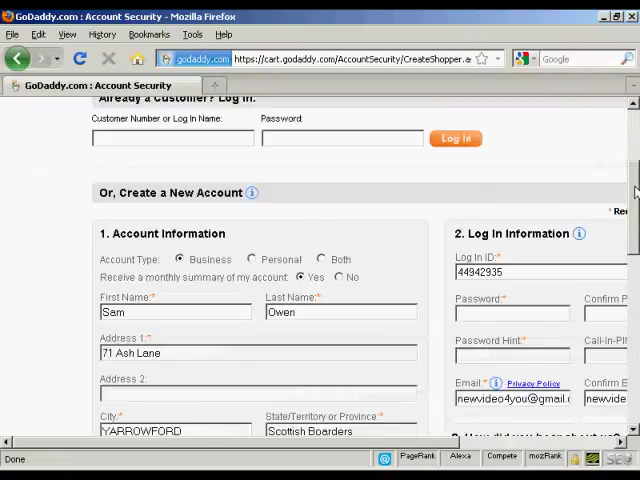 GoDaddy.com : Account Security - Mozilla Firefox
File Edit View History Bookmarks Tools Help
godaddy.com https://cart.godaddy.com/AccountSecurity/CreateShopper.as Google
GoDaddy.com : Account Security
Already a Customer? Log In.
Customer Number or Log In Name: Password:
Log In
Or, Create a New Account
* Rec
1. Account Information
2. Log In Information
Account Type: Business Personal Both
Log In ID:*
Receive a monthly summary of my account: Yes No
44942935
First Name:* Last Name:*
Password:* Confirm P
Sam Owen
Address 1:*
Password Hint:* Call-in-PIN
71 Ash Lane
Address 2:
Email:* Privacy Policy Confirm E
newvideo4you@gmail.c newvide
City:* State/Territory or Province:*
YARROWFORD Scottish Boarders
Done PageRank Alexa Compete mozRank